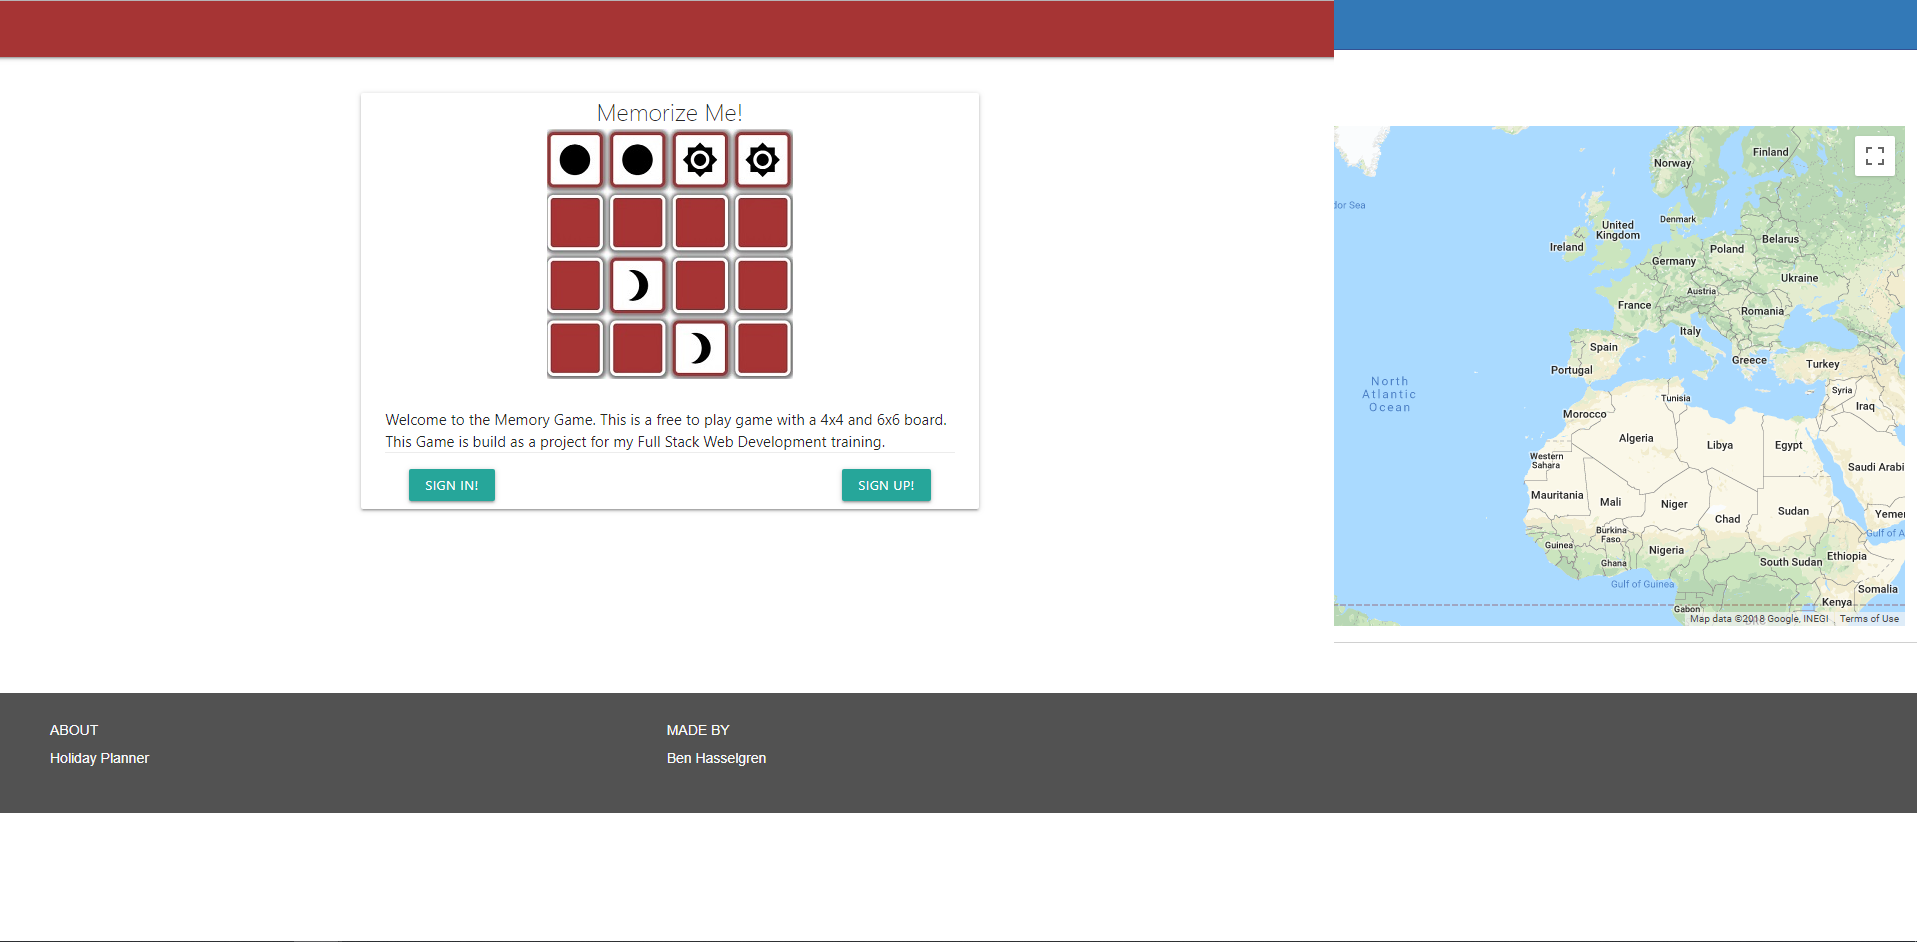 Memorize Me!
Welcome to the Memory Game. This is a free to play game with a 4x4 and 6x6 board.
This Game is build as a project for my Full Stack Web Development training.
SIGN IN!
SIGN UP!
Norway
Finland
dor Sea
Denmark
United
Kingdom
Ireland
Poland
Belarus
Germany
Ukraine
Austria
France
Romania
Italy
Spain
Greece
Turkey
Portugal
Syria
North
Atlantic
Ocean
Tunisia
Iraq
Morocco
Algeria
Libya
Egypt
Western
Sahara
Saudi Arabi
Mauritania
Mali
Niger
Sudan
Yemer
Chad
Burkina
Faso
Gulf of A
Guinea
Nigeria
Ethiopia
Ghana
South Sudan
Gulf of Guinea
Somalia
Kenya
Gabon
Map data ©2018 Google, INEGI
Terms of Use
ABOUT
Holiday Planner
MADE BY
Ben Hasselgren